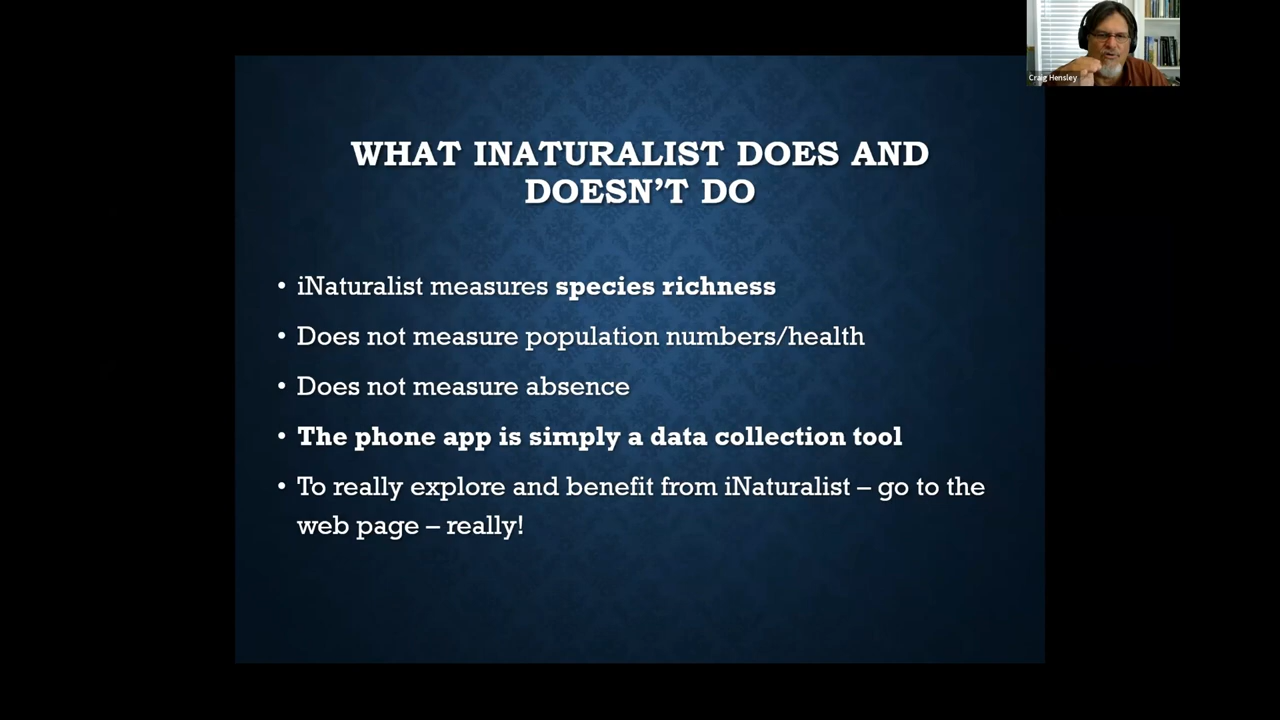 Craig Hensley
WHAT INATURALIST DOES AND
DOESN'T DO
• iNaturalist measures species richness
• Does not measure population numbers/health
• Does not measure absence
• The phone app is simply a data collection tool
• To really explore and benefit from iNaturalist – go to the
web page – really!